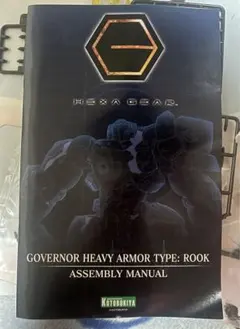 HEXA GEAR
GOVERNOR HEAVY ARMOR TYPE: ROOK
ASSEMBLY MANUAL
KOTOBUKIYA